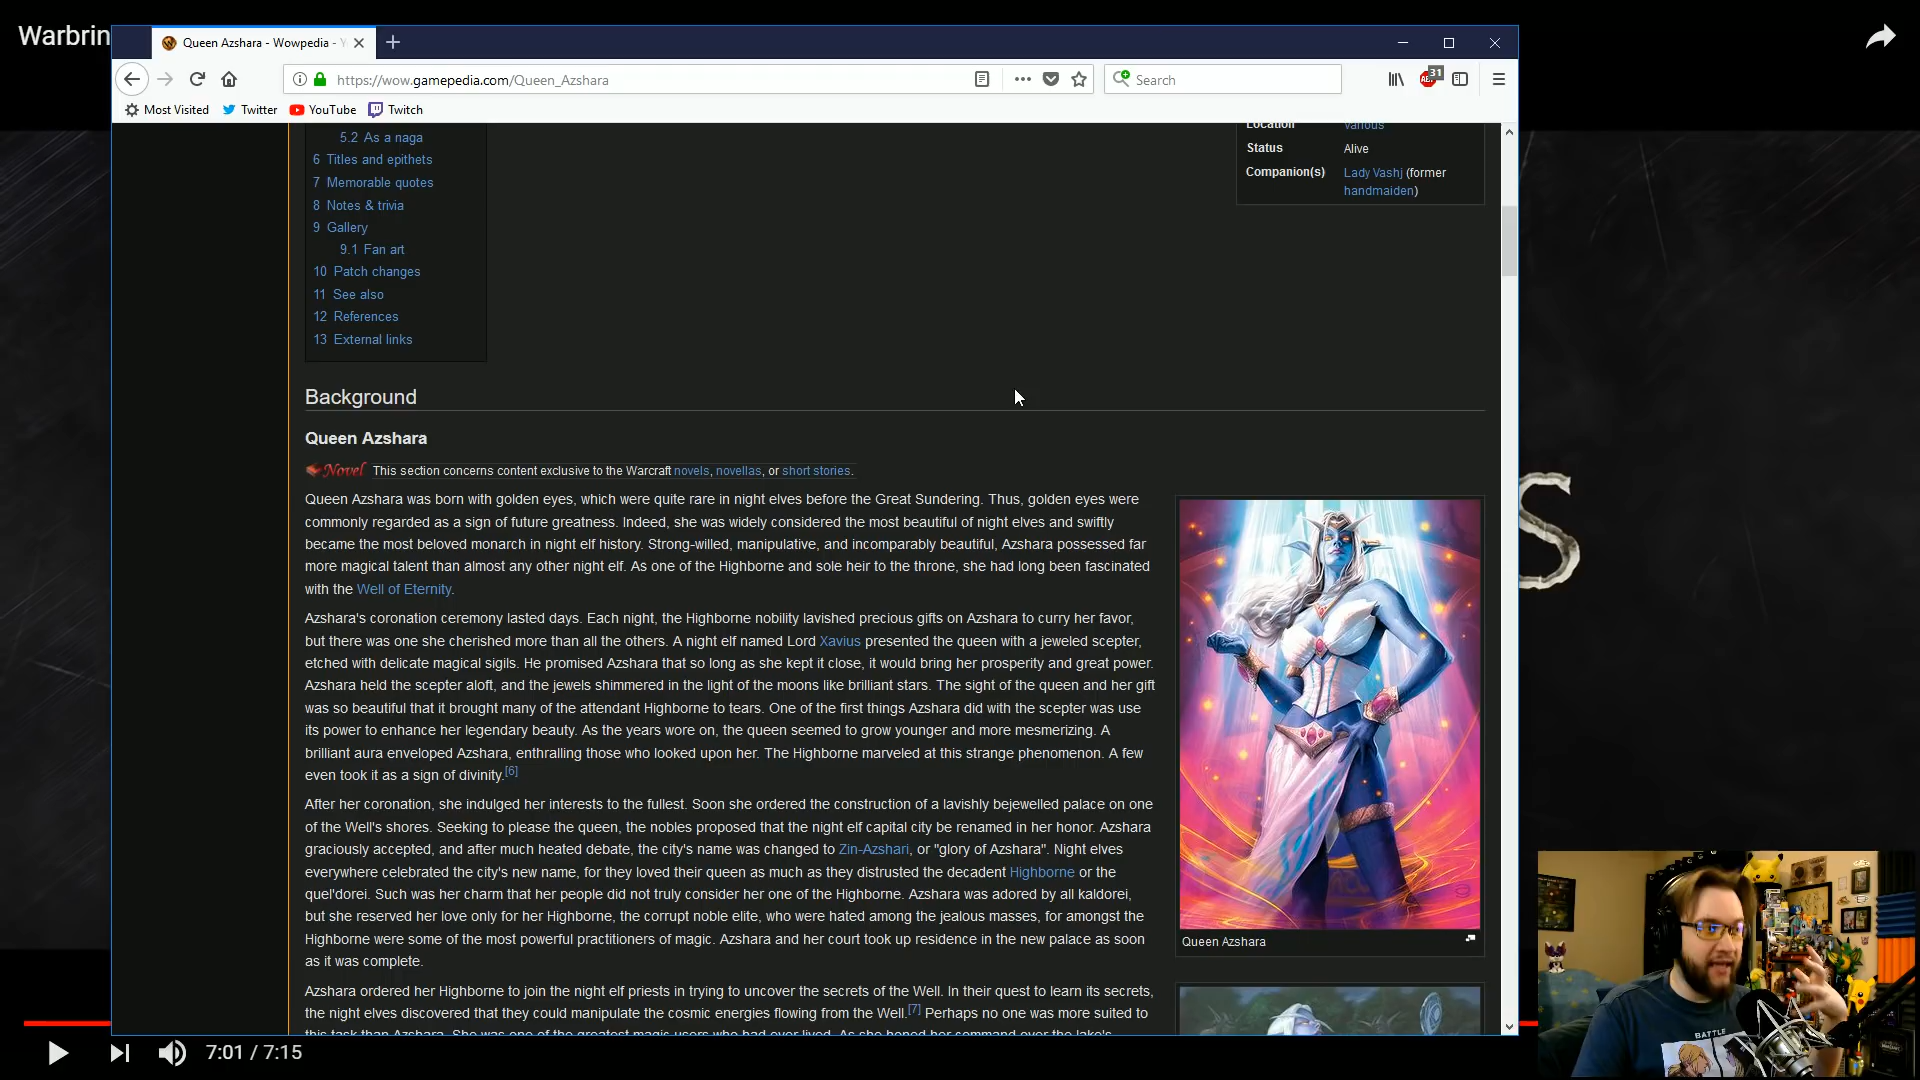 Warbrin
Queen Azshara - Wowpedia -
https://wow.gamepedia.com/Queen_Azshara
Search
31
Most Visited
Twitter
YouTube
Twitch
5.2 As a naga
6 Titles and epithets
7 Memorable quotes
8 Notes & trivia
9 Gallery
9.1 Fan art
10 Patch changes
11 See also
12 References
13 External links
Location Various
Status Alive
Companion(s) Lady Vashj (former
handmaiden)
Background
Queen Azshara
Novel This section concerns content exclusive to the Warcraft novels, novellas, or short stories.
Queen Azshara was born with golden eyes, which were quite rare in night elves before the Great Sundering. Thus, golden eyes were
commonly regarded as a sign of future greatness. Indeed, she was widely considered the most beautiful of night elves and swiftly
became the most beloved monarch in night elf history. Strong-willed, manipulative, and incomparably beautiful, Azshara possessed far
more magical talent than almost any other night elf. As one of the Highborne and sole heir to the throne, she had long been fascinated
with the Well of Eternity.
Azshara's coronation ceremony lasted days. Each night, the Highborne nobility lavished precious gifts on Azshara to curry her favor,
but there was one she cherished more than all the others. A night elf named Lord Xavius presented the queen with a jeweled scepter,
etched with delicate magical sigils. He promised Azshara that so long as she kept it close, it would bring her prosperity and great power.
Azshara held the scepter aloft, and the jewels shimmered in the light of the moons like brilliant stars. The sight of the queen and her gift
was so beautiful that it brought many of the attendant Highborne to tears. One of the first things Azshara did with the scepter was use
its power to enhance her legendary beauty. As the years wore on, the queen seemed to grow younger and more mesmerizing. A
brilliant aura enveloped Azshara, enthralling those who looked upon her. The Highborne marveled at this strange phenomenon. A few
even took it as a sign of divinity.[6]
After her coronation, she indulged her interests to the fullest. Soon she ordered the construction of a lavishly bejewelled palace on one
of the Well's shores. Seeking to please the queen, the nobles proposed that the night elf capital city be renamed in her honor. Azshara
graciously accepted, and after much heated debate, the city's name was changed to Zin-Azshari, or "glory of Azshara". Night elves
everywhere celebrated the city's new name, for they loved their queen as much as they distrusted the decadent Highborne or the
quel'dorei. Such was her charm that her people did not truly consider her one of the Highborne. Azshara was adored by all kaldorei,
but she reserved her love only for her Highborne, the corrupt noble elite, who were hated among the jealous masses, for amongst the
Highborne were some of the most powerful practitioners of magic. Azshara and her court took up residence in the new palace as soon
as it was complete.
Azshara ordered her Highborne to join the night elf priests in trying to uncover the secrets of the Well. In their quest to learn its secrets,
the night elves discovered that they could manipulate the cosmic energies flowing from the Well.[7] Perhaps no one was more suited to
this task than Azshara. She was one of the greatest magic users who had ever lived. As she honed her command over the lake's
Queen Azshara
S
BATTLE
7:01 / 7:15